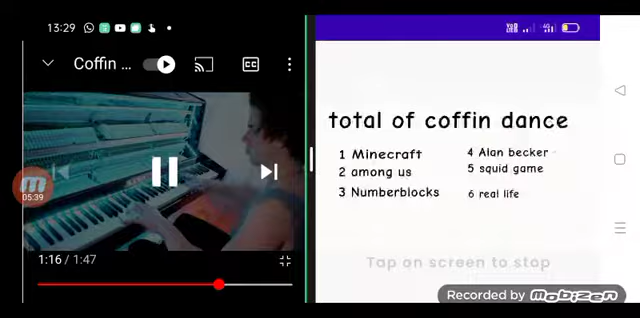 13:29
Coffin ...
CC
05:39
1:16 / 1:47
4G
total of coffin dance
1 Minecraft
2 among us
3 Numberblocks
4 Alan becker
5 squid game
6 real life
Tap on screen to stop
Recorded by Mobizen